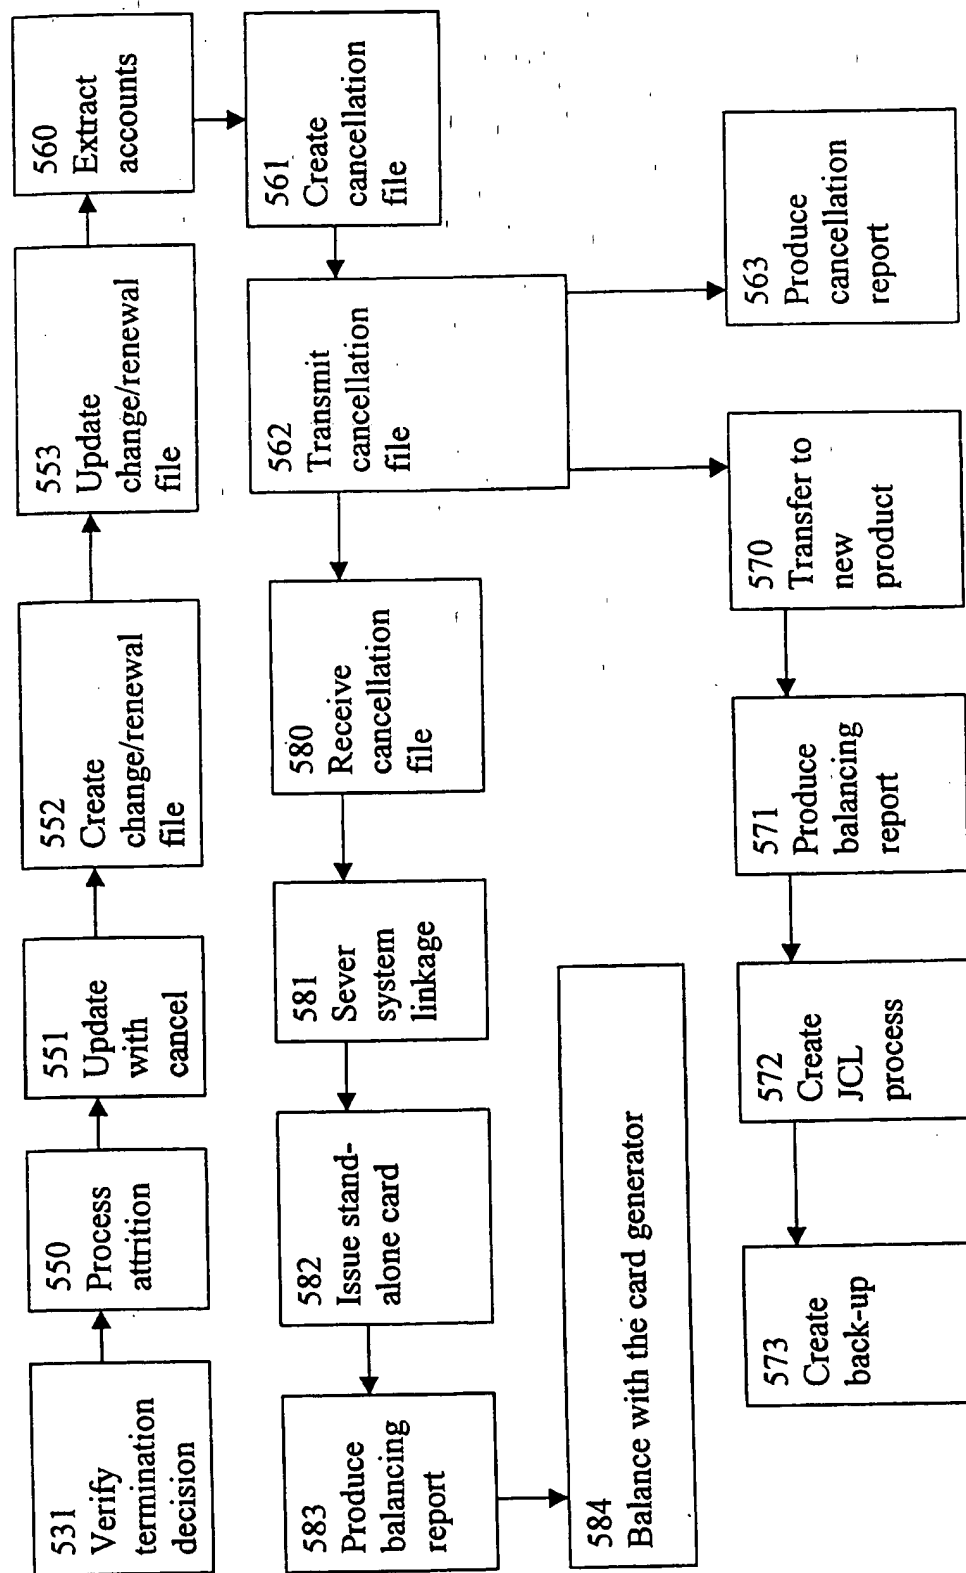 531
Verify
termination
decision
550
Process
attrition
551
Update
with
cancel
552
Create
change/renewal
file
553
Update
change/renewal
file
560
Extract
accounts
561
Create
cancellation
file
562
Transmit
cancellation
file
563
Produce
cancellation
report
570
Transfer to
new
product
571
Produce
balancing
report
572
Create
JCL
process
573
Create
back-up
580
Receive
cancellation
file
581
Sever
system
linkage
582
Issue stand-
alone card
583
Produce
balancing
report
584
Balance with the card generator